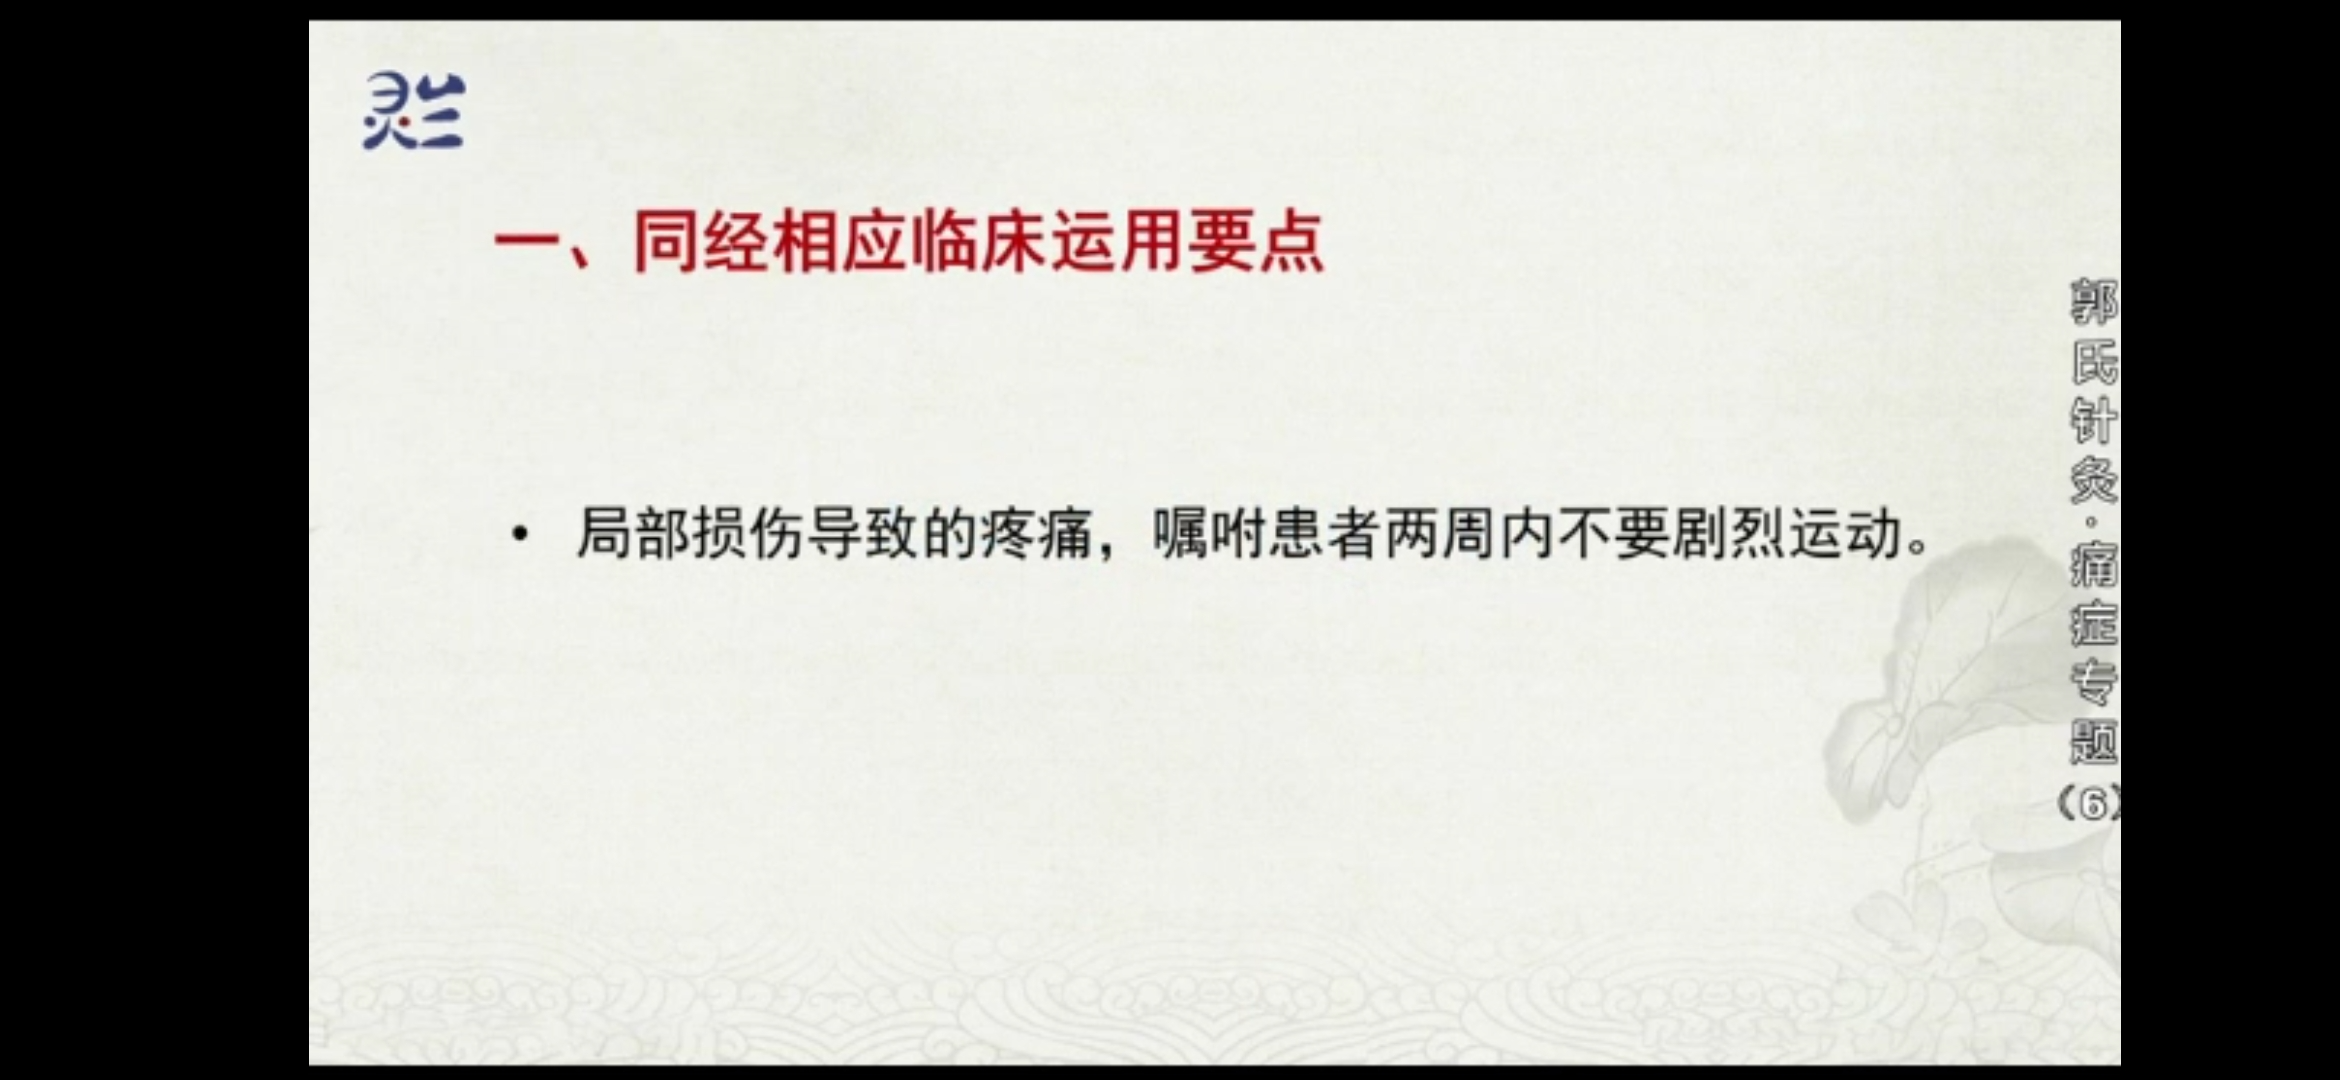 灵兰
一、同经相应临床运用要点
• 局部损伤导致的疼痛，嘱咐患者两周内不要剧烈运动。
郭氏针灸·痛症专题（6）